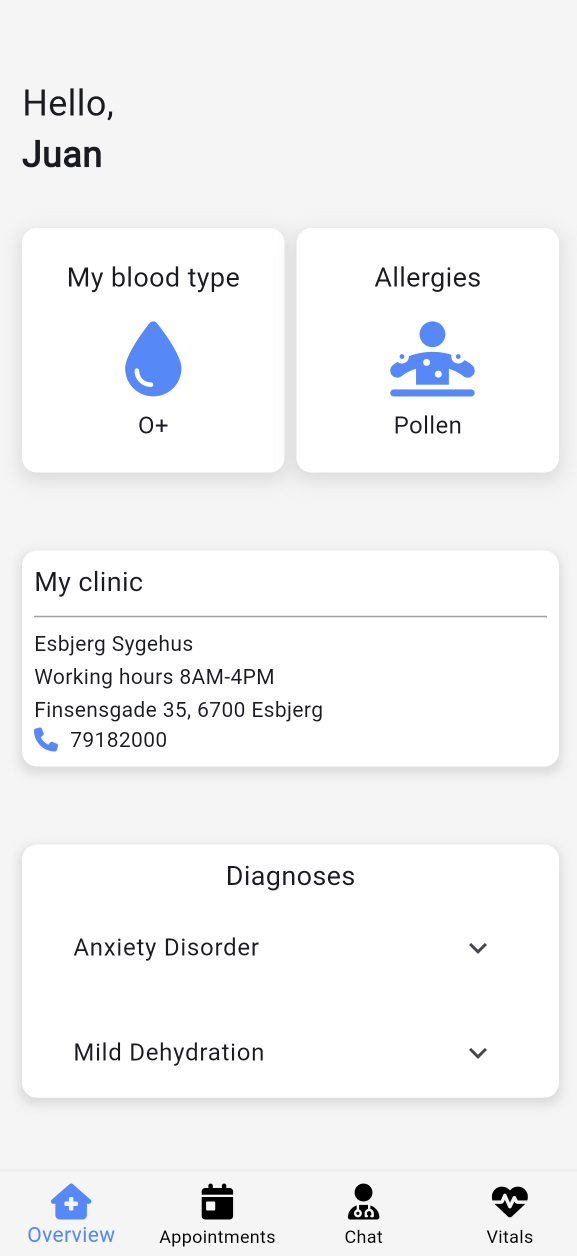 Hello,
Juan
My blood type
O+
Allergies
Pollen
My clinic
Esbjerg Sygehus
Working hours 8AM-4PM
Finsensgade 35, 6700 Esbjerg
79182000
Diagnoses
Anxiety Disorder
Mild Dehydration
Overview
Appointments
Chat
Vitals